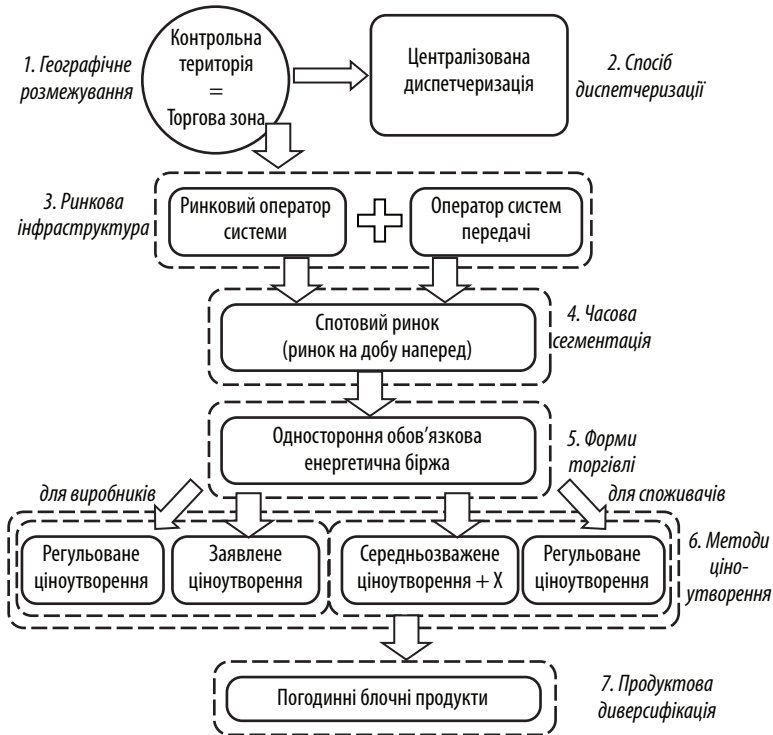 1. Географічне
розмежування
Контрольна
територія
=
Торгова зона
Централізована
диспетчеризація
2. Спосіб
диспетчеризації
3. Ринкова
інфраструктура
Ринковий оператор
системи
Оператор систем
передачі
Спотовий ринок
(ринок на добу наперед)
4. Часова
сегментація
Одностороння обов'язкова
енергетична біржа
5. Форми
торгівлі
для виробників
для споживачів
Регульоване
ціноутворення
Заявлене
ціноутворення
Середньозважене
ціноутворення + X
Регульоване
ціноутворення
6. Методи
ціно-
утворення
Погодинні блочні продукти
7. Продуктова
диверсифікація